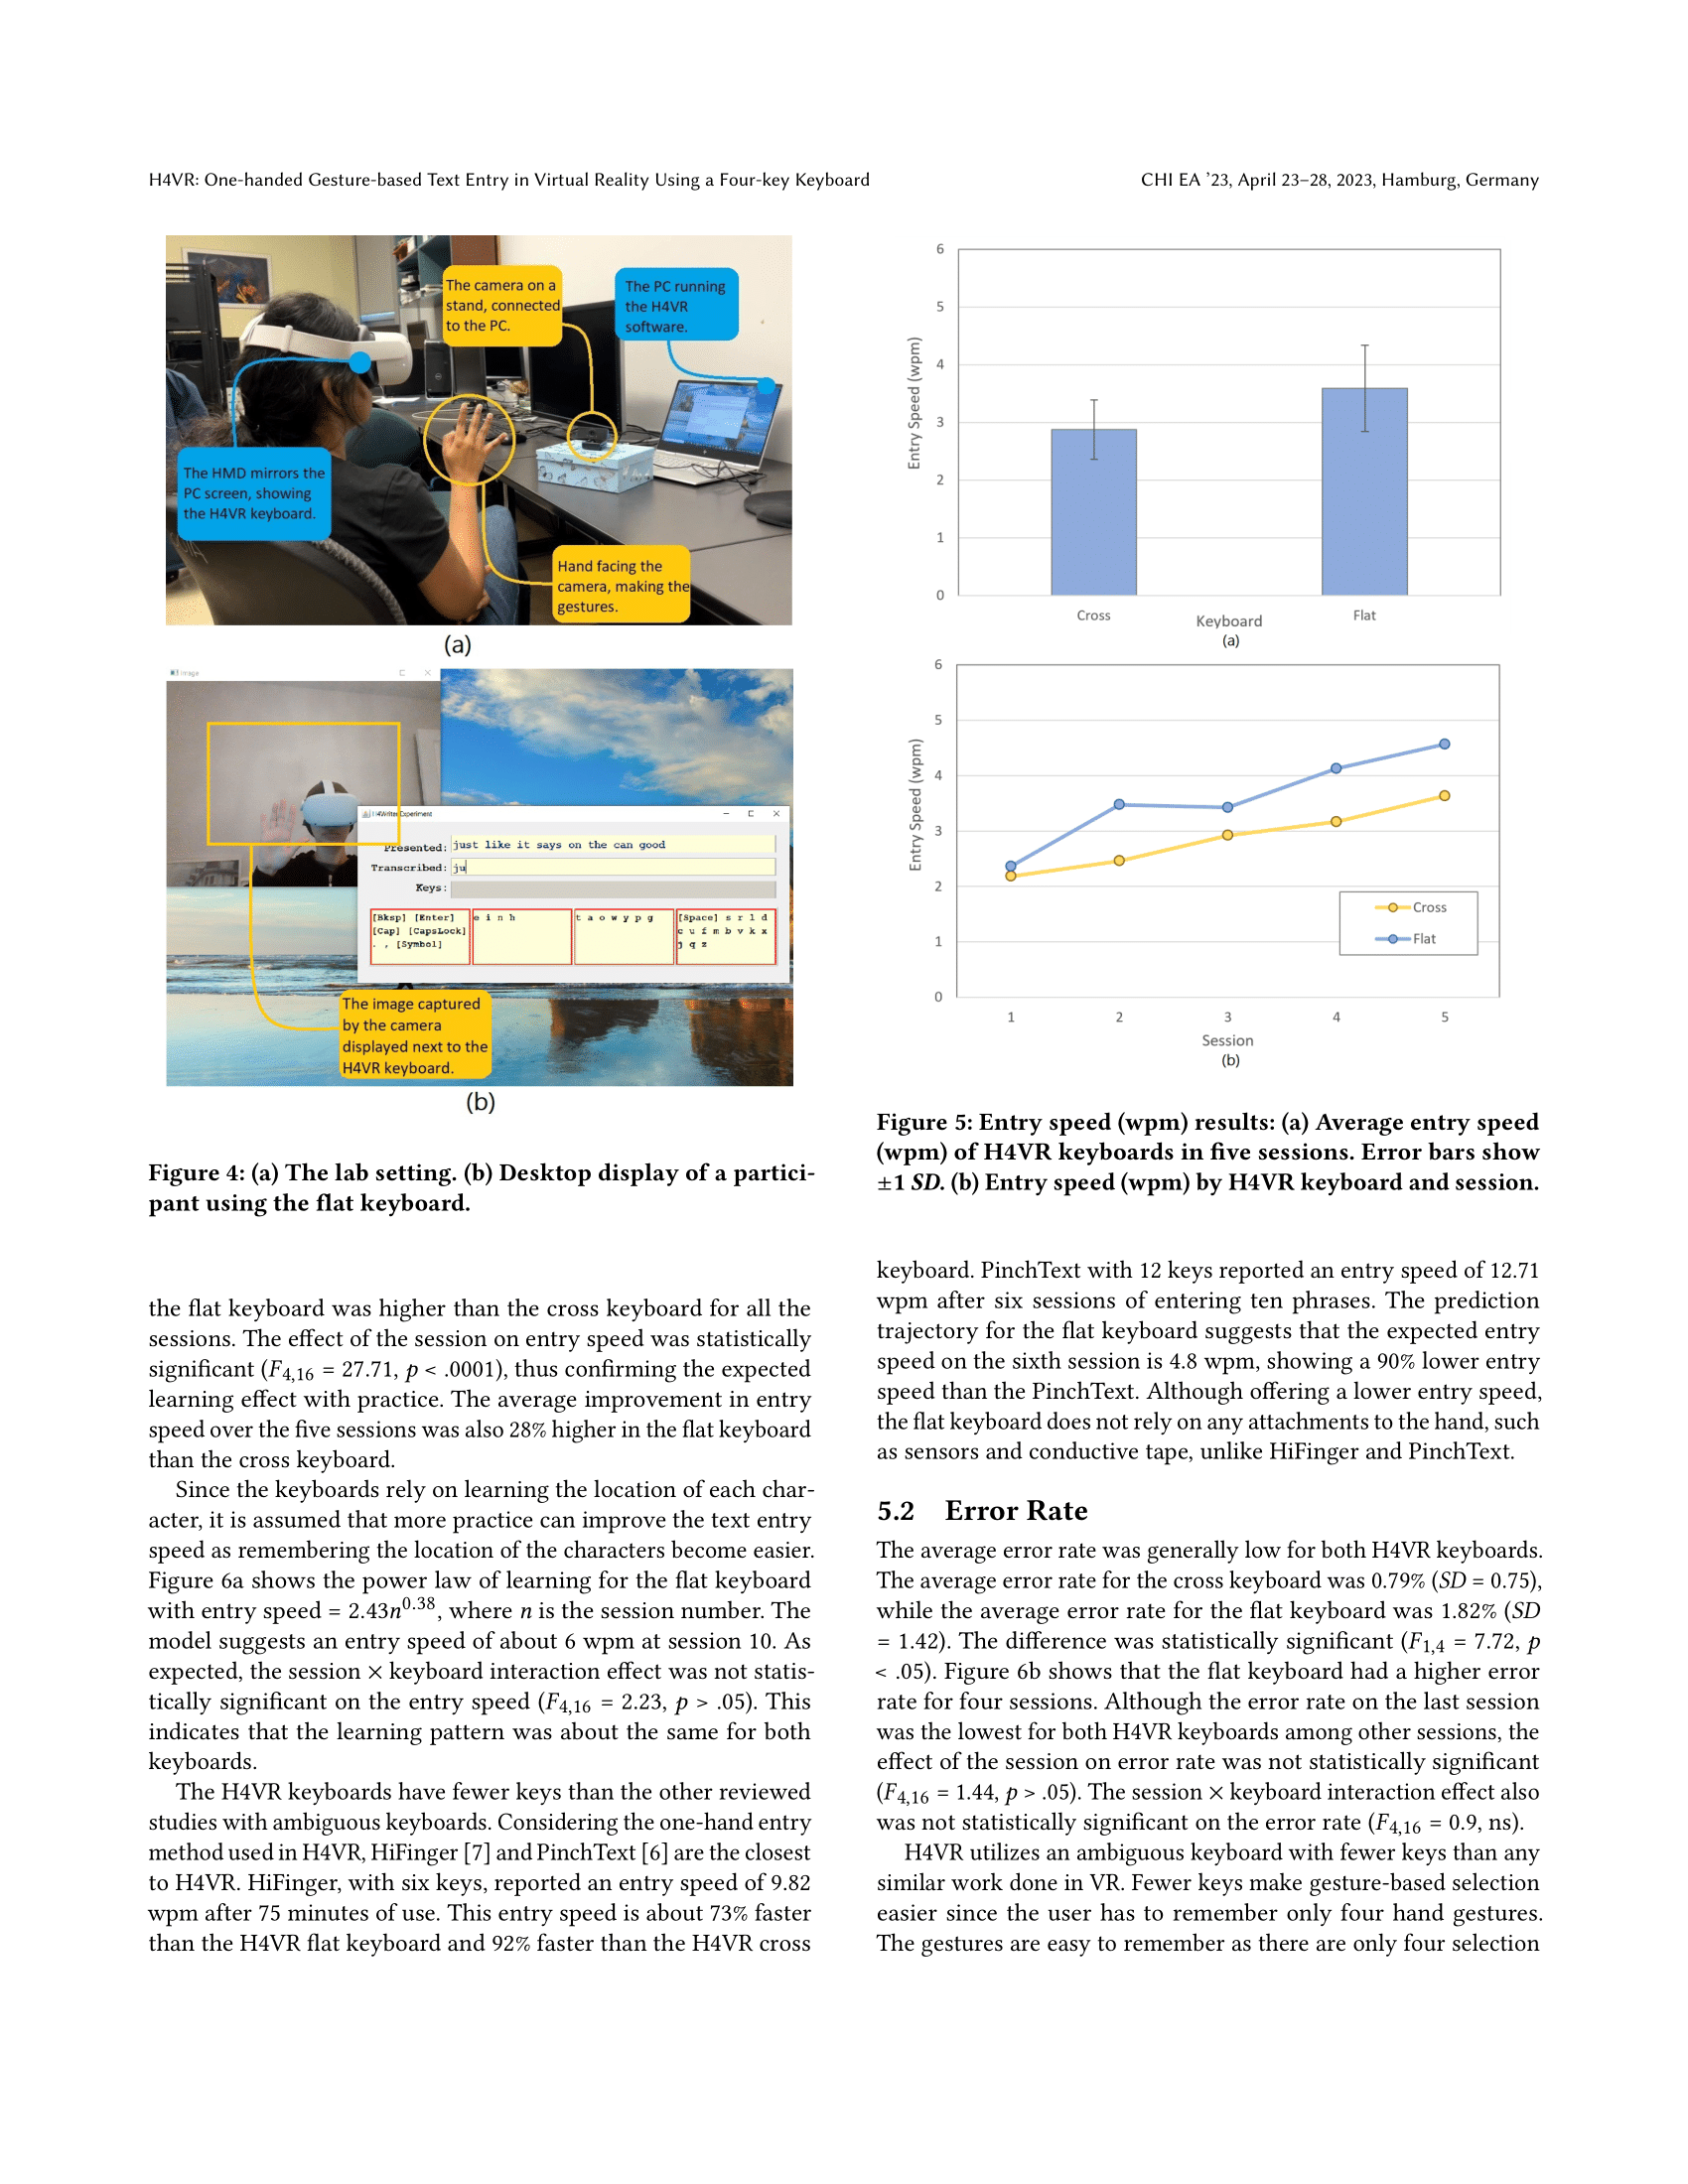 H4VR: One-handed Gesture-based Text Entry in Virtual Reality Using a Four-key Keyboard
CHI EA ’23, April 23–28, 2023, Hamburg, Germany
The camera on a
stand, connected
to the PC.
The PC running
the H4VR
software.
The HMD mirrors the
PC screen, showing
the H4VR keyboard.
Hand facing the
camera, making the
gestures.
(a)
Image
H4Writer Experiment
Presented: just like it says on the can good
Transcribed: ju
Keys:
[Bksp] [Enter]
[Cap] [CapsLock]
. , [Symbol]
e i n h
t a o w y p g
[Space] s r l d
c u f m b v k x
j q z
The image captured
by the camera
displayed next to the
H4VR keyboard.
(b)
Figure 4: (a) The lab setting. (b) Desktop display of a partici-
pant using the flat keyboard.
the flat keyboard was higher than the cross keyboard for all the
sessions. The effect of the session on entry speed was statistically
significant (F4,16 = 27.71, p < .0001), thus confirming the expected
learning effect with practice. The average improvement in entry
speed over the five sessions was also 28% higher in the flat keyboard
than the cross keyboard.
Since the keyboards rely on learning the location of each char-
acter, it is assumed that more practice can improve the text entry
speed as remembering the location of the characters become easier.
Figure 6a shows the power law of learning for the flat keyboard
with entry speed = 2.43n^0.38, where n is the session number. The
model suggests an entry speed of about 6 wpm at session 10. As
expected, the session × keyboard interaction effect was not statis-
tically significant on the entry speed (F4,16 = 2.23, p > .05). This
indicates that the learning pattern was about the same for both
keyboards.
The H4VR keyboards have fewer keys than the other reviewed
studies with ambiguous keyboards. Considering the one-hand entry
method used in H4VR, HiFinger [7] and PinchText [6] are the closest
to H4VR. HiFinger, with six keys, reported an entry speed of 9.82
wpm after 75 minutes of use. This entry speed is about 73% faster
than the H4VR flat keyboard and 92% faster than the H4VR cross
6
5
4
3
2
1
0
Entry Speed (wpm)
Cross
Keyboard
Flat
(a)
6
5
4
3
2
1
0
Entry Speed (wpm)
Cross
Flat
1 2 3 4 5
Session
(b)
Figure 5: Entry speed (wpm) results: (a) Average entry speed
(wpm) of H4VR keyboards in five sessions. Error bars show
±1 SD. (b) Entry speed (wpm) by H4VR keyboard and session.
keyboard. PinchText with 12 keys reported an entry speed of 12.71
wpm after six sessions of entering ten phrases. The prediction
trajectory for the flat keyboard suggests that the expected entry
speed on the sixth session is 4.8 wpm, showing a 90% lower entry
speed than the PinchText. Although offering a lower entry speed,
the flat keyboard does not rely on any attachments to the hand, such
as sensors and conductive tape, unlike HiFinger and PinchText.
5.2 Error Rate
The average error rate was generally low for both H4VR keyboards.
The average error rate for the cross keyboard was 0.79% (SD = 0.75),
while the average error rate for the flat keyboard was 1.82% (SD
= 1.42). The difference was statistically significant (F1,4 = 7.72, p
< .05). Figure 6b shows that the flat keyboard had a higher error
rate for four sessions. Although the error rate on the last session
was the lowest for both H4VR keyboards among other sessions, the
effect of the session on error rate was not statistically significant
(F4,16 = 1.44, p > .05). The session × keyboard interaction effect also
was not statistically significant on the error rate (F4,16 = 0.9, ns).
H4VR utilizes an ambiguous keyboard with fewer keys than any
similar work done in VR. Fewer keys make gesture-based selection
easier since the user has to remember only four hand gestures.
The gestures are easy to remember as there are only four selection